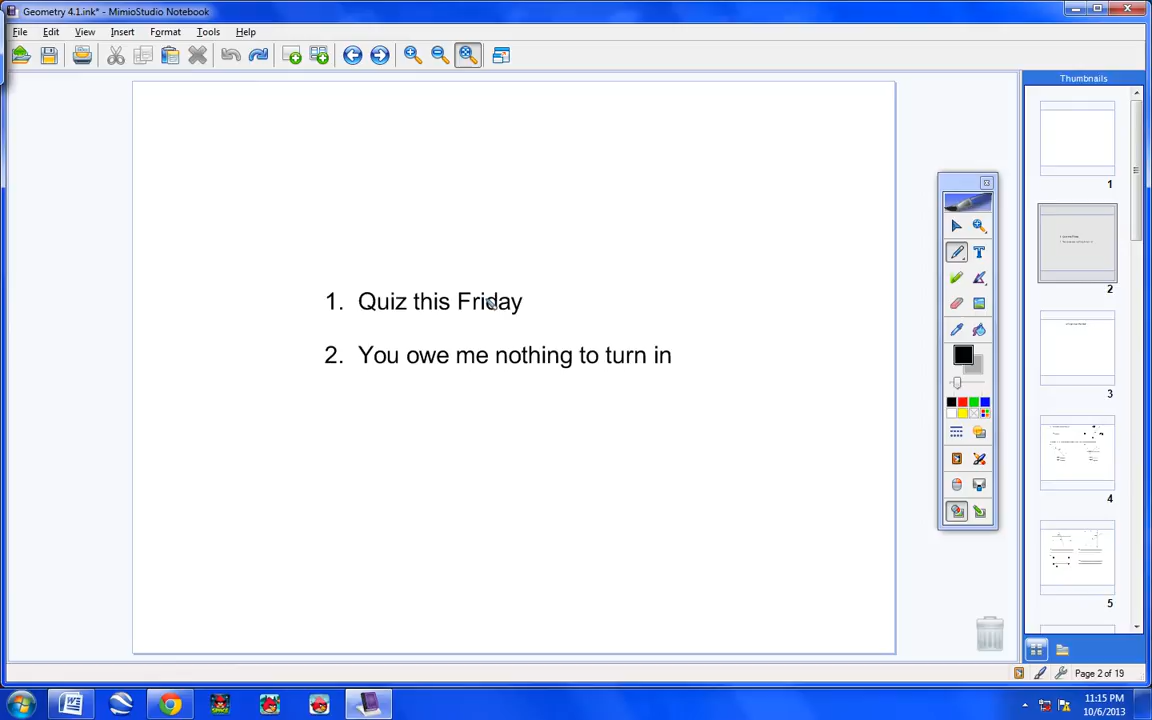 Geometry 4.1.ink* - MimioStudio Notebook
File Edit View Insert Format Tools Help
Thumbnails
1
2
3
4
5
1. Quiz this Friday
2. You owe me nothing to turn in
Page 2 of 19
11:15 PM
10/6/2013